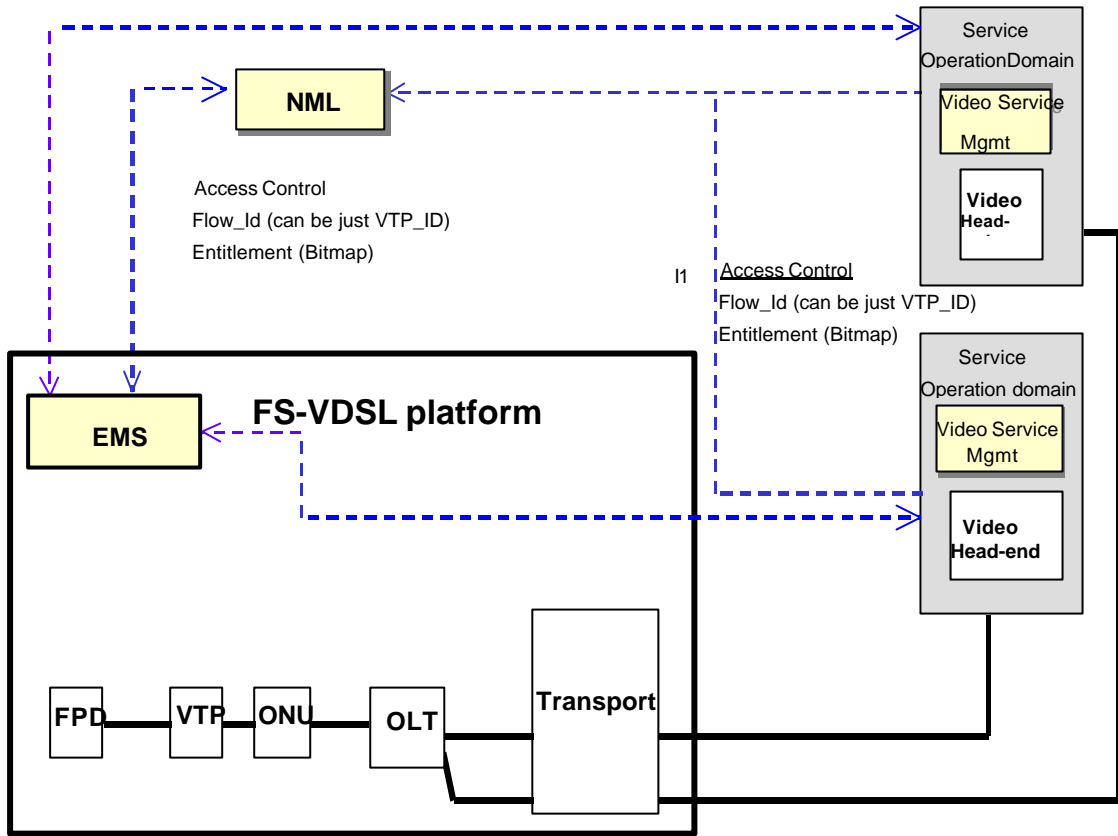 Service
OperationDomain
Video Service
Mgmt
Video
Head-
NML
Access Control
Flow_Id (can be just VTP_ID)
Entitlement (Bitmap)
I1
Access Control
Flow_Id (can be just VTP_ID)
Entitlement (Bitmap)
Service
Operation domain
Video Service
Mgmt
Video
Head-end
FS-VDSL platform
EMS
FPD
VTP
ONU
OLT
Transport